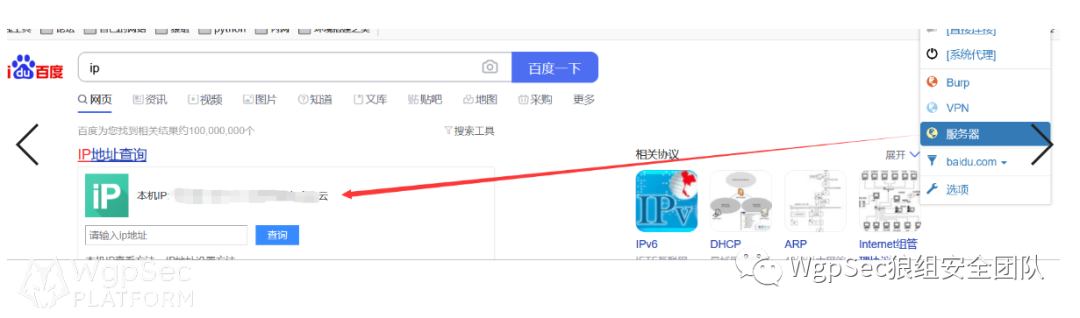 python
[直接连接]
[系统代理]
百度
ip
百度一下
Burp
网页 资讯 视频 图片 知道 文库 贴吧 地图 采购 更多
VPN
百度为您找到相关结果约100,000,000个
搜索工具
服务器
IP地址查询
相关协议
展开
baidu.com
iP
本机IP:
云
选项
请输入ip地址
查询
IPv
IPv6
DHCP
ARP
Internet组管
WgpSec
PLATFORM
WgpSec狼组安全团队